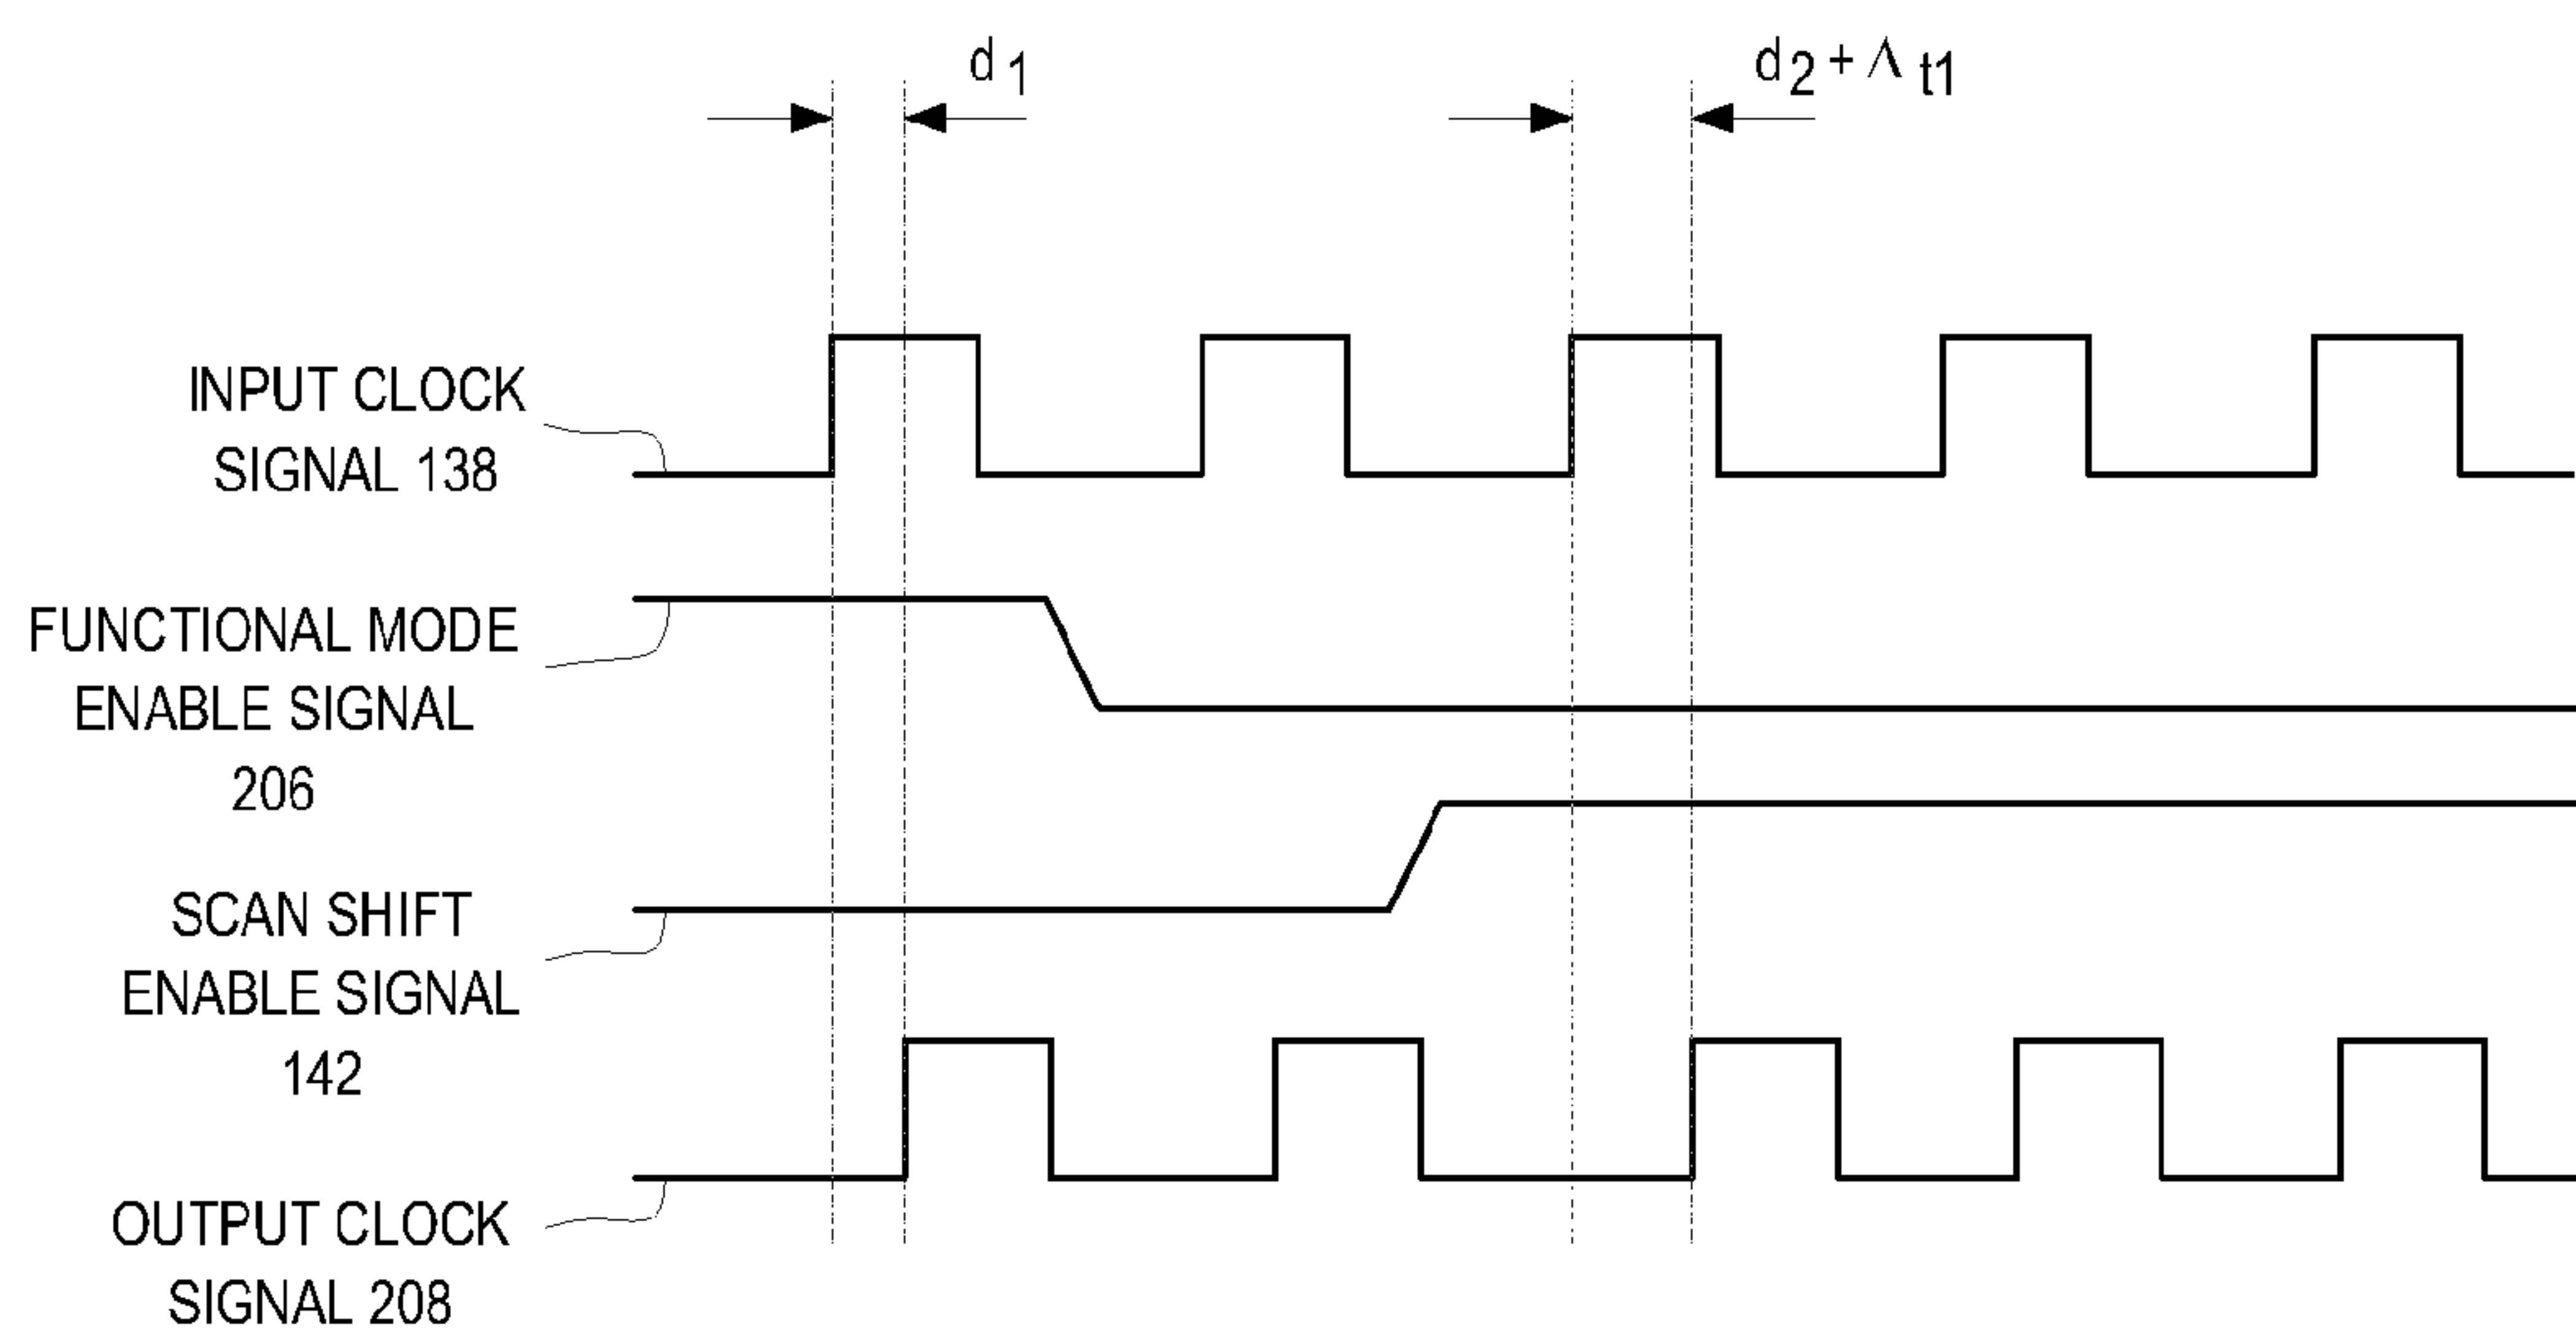 d1
d2 + Λt1
INPUT CLOCK
SIGNAL 138
FUNCTIONAL MODE
ENABLE SIGNAL
206
SCAN SHIFT
ENABLE SIGNAL
142
OUTPUT CLOCK
SIGNAL 208